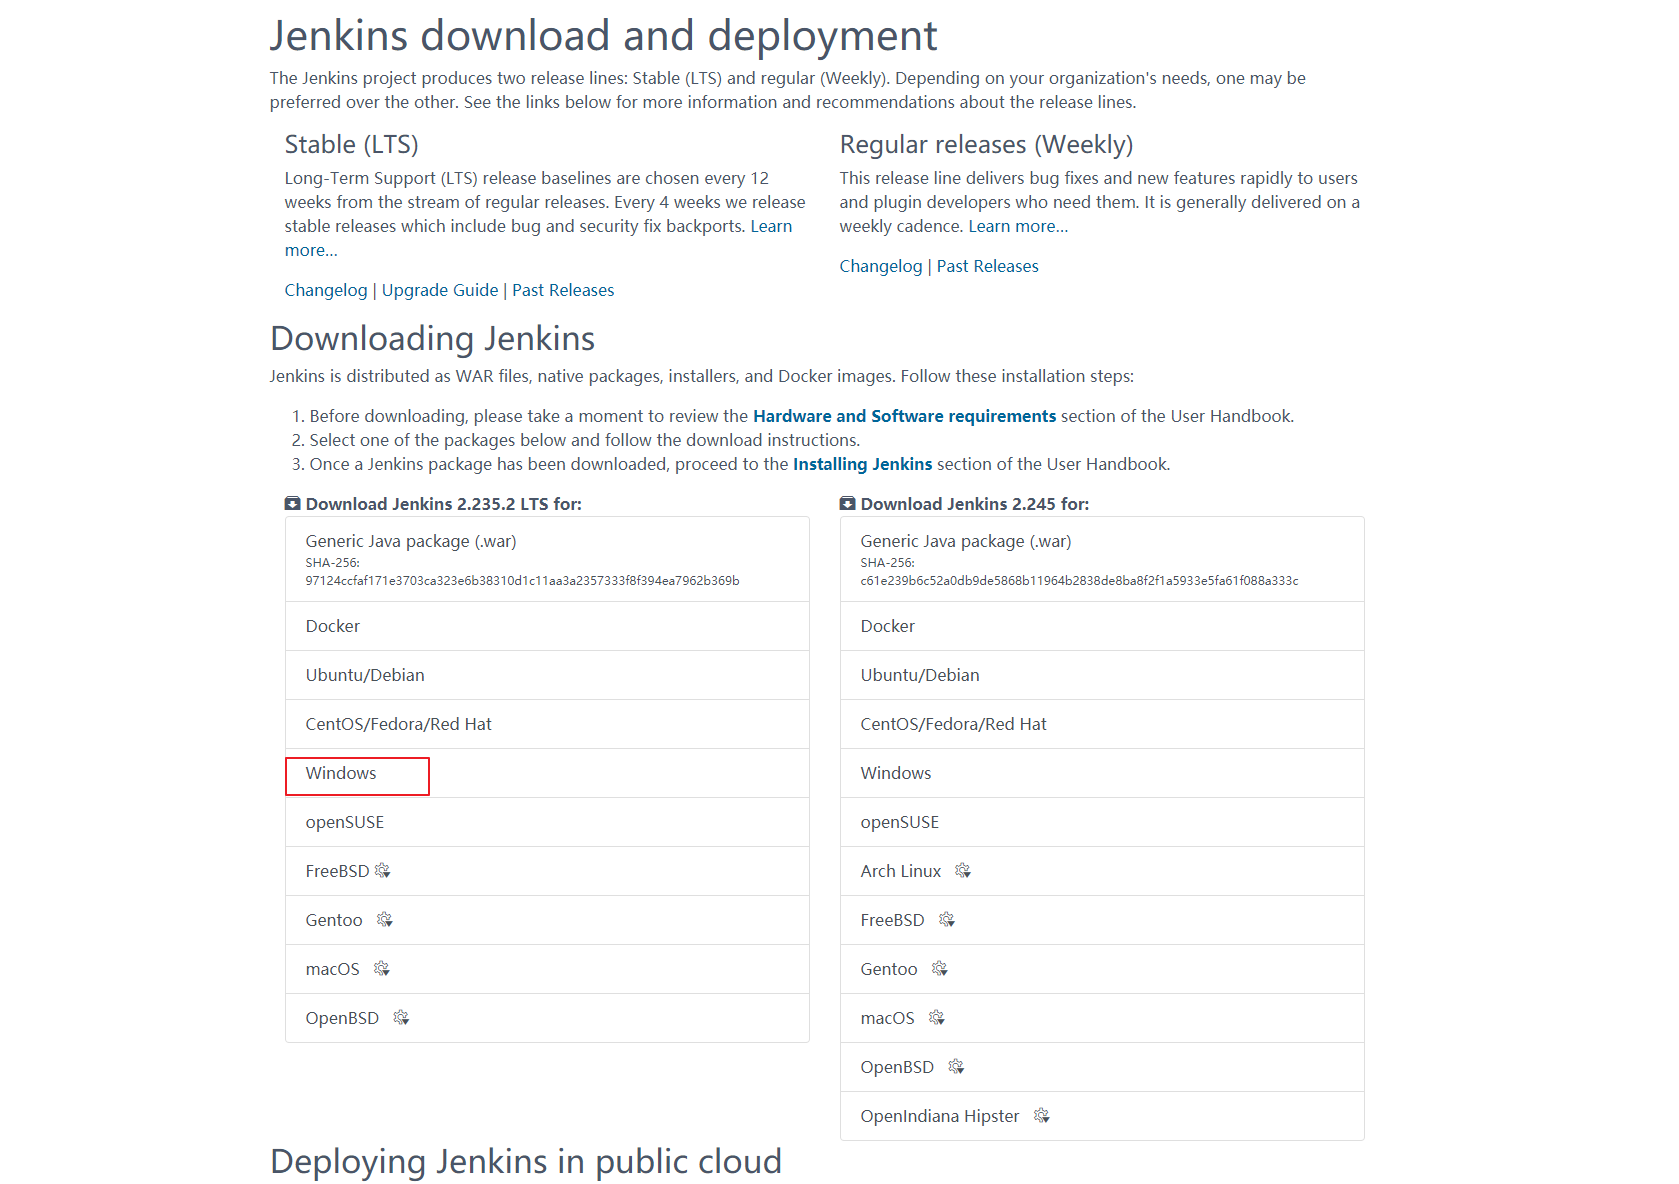 Jenkins download and deployment
The Jenkins project produces two release lines: Stable (LTS) and regular (Weekly). Depending on your organization's needs, one may be
preferred over the other. See the links below for more information and recommendations about the release lines.
Stable (LTS)
Long-Term Support (LTS) release baselines are chosen every 12
weeks from the stream of regular releases. Every 4 weeks we release
stable releases which include bug and security fix backports. Learn
more...
Changelog | Upgrade Guide | Past Releases
Regular releases (Weekly)
This release line delivers bug fixes and new features rapidly to users
and plugin developers who need them. It is generally delivered on a
weekly cadence. Learn more...
Changelog | Past Releases
Downloading Jenkins
Jenkins is distributed as WAR files, native packages, installers, and Docker images. Follow these installation steps:
1. Before downloading, please take a moment to review the Hardware and Software requirements section of the User Handbook.
2. Select one of the packages below and follow the download instructions.
3. Once a Jenkins package has been downloaded, proceed to the Installing Jenkins section of the User Handbook.
Download Jenkins 2.235.2 LTS for:
Generic Java package (.war)
SHA-256:
97124ccfaf171e3703ca323e6b38310d1c11aa3a2357333f8f394ea7962b369b
Docker
Ubuntu/Debian
CentOS/Fedora/Red Hat
Windows
openSUSE
FreeBSD
Gentoo
macOS
OpenBSD
Download Jenkins 2.245 for:
Generic Java package (.war)
SHA-256:
c61e239b6c52a0db9de5868b11964b2838de8ba8f2f1a5933e5fa61f088a333c
Docker
Ubuntu/Debian
CentOS/Fedora/Red Hat
Windows
openSUSE
Arch Linux
FreeBSD
Gentoo
macOS
OpenBSD
OpenIndiana Hipster
Deploying Jenkins in public cloud